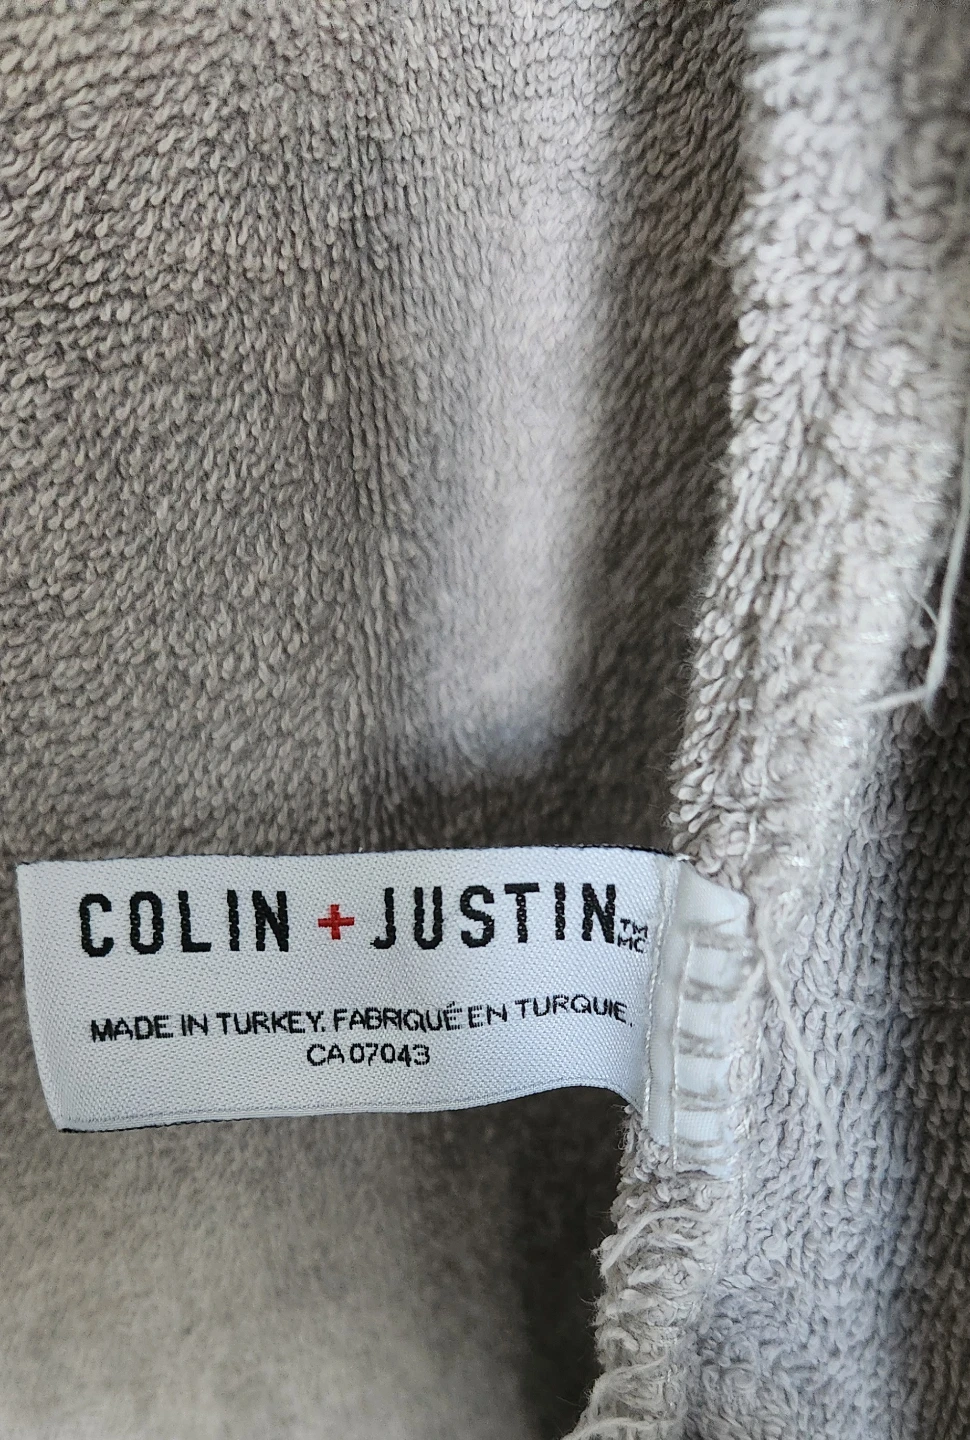 COLIN + JUSTIN TM MC
MADE IN TURKEY. FABRIQUÉ EN TURQUIE.
CA 07043